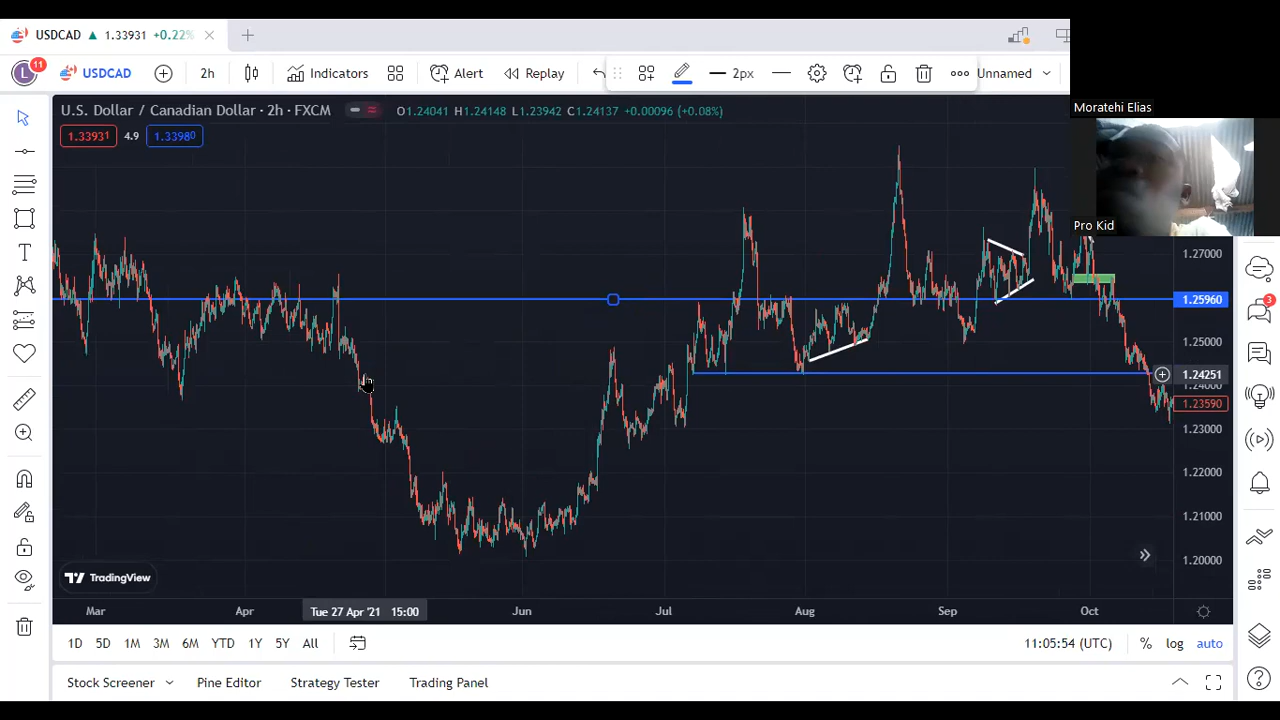 USDCAD ▲ 1.33931 +0.22%
L 11 USDCAD 2h Indicators Alert Replay 2px Unnamed
Moratehi Elias
U.S. Dollar / Canadian Dollar · 2h · FXCM O1.24041 H1.24148 L1.23942 C1.24137 +0.00096 (+0.08%)
1.33931 4.9 1.33980
Pro Kid
1.27000
1.25960
1.25000
1.24251
1.24000
1.23590
1.23000
1.22000
1.21000
1.20000
TradingView
3
Mar Apr Tue 27 Apr '21 15:00 Jun Jul Aug Sep Oct
1D 5D 1M 3M 6M YTD 1Y 5Y All 11:05:54 (UTC) % log auto
Stock Screener Pine Editor Strategy Tester Trading Panel